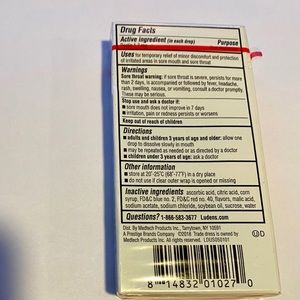 Drug Facts
Active ingredient (in each drop) Purpose
Uses for temporary relief of minor discomfort and protection
of irritated areas in sore mouth and sore throat
Warnings
Sore throat warning: if sore throat is severe, persists for more
than 2 days, is accompanied or followed by fever, headache,
rash, swelling, nausea, or vomiting, consult a doctor promptly.
These may be serious.
Stop use and ask a doctor if:
■ sore mouth does not improve in 7 days
■ irritation, pain or redness persists or worsens
Keep out of reach of children
Directions
■ adults and children 3 years of age and older: allow one
drop to dissolve slowly in mouth
■ may be repeated as needed or as directed by a doctor
■ children under 3 years of age: ask a doctor
Other information
■ store at 20°-25°C (68°-77°F) in a dry place
■ do not use if clear outer wrap is opened or missing
Inactive ingredients ascorbic acid, citric acid, corn
syrup, FD&C blue no. 2, FD&C red no. 40, flavors, malic
acid, sodium acetate, sodium chloride, soybean oil, sucrose, water
Questions? 1-866-583-3677 Ludens.com
Dist. By Medtech Products Inc., Tarrytown, NY 10591
A Prestige Brands Company ©2018 Trade dress is owned by
Medtech Products Inc. All rights reserved. LDUS050101
D
8 14832 01027 0